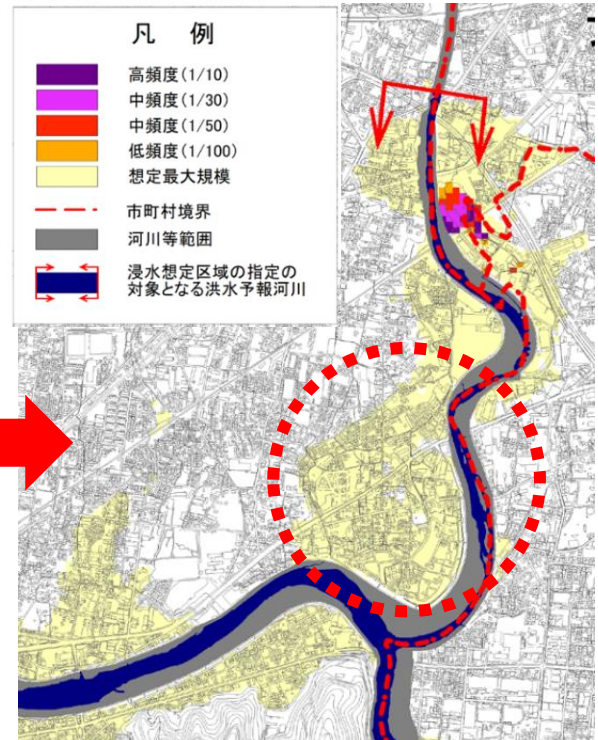 凡 例
高頻度(1/10)
中頻度(1/30)
中頻度(1/50)
低頻度(1/100)
想定最大規模
市町村境界
河川等範囲
浸水想定区域の指定の
対象となる洪水予報河川